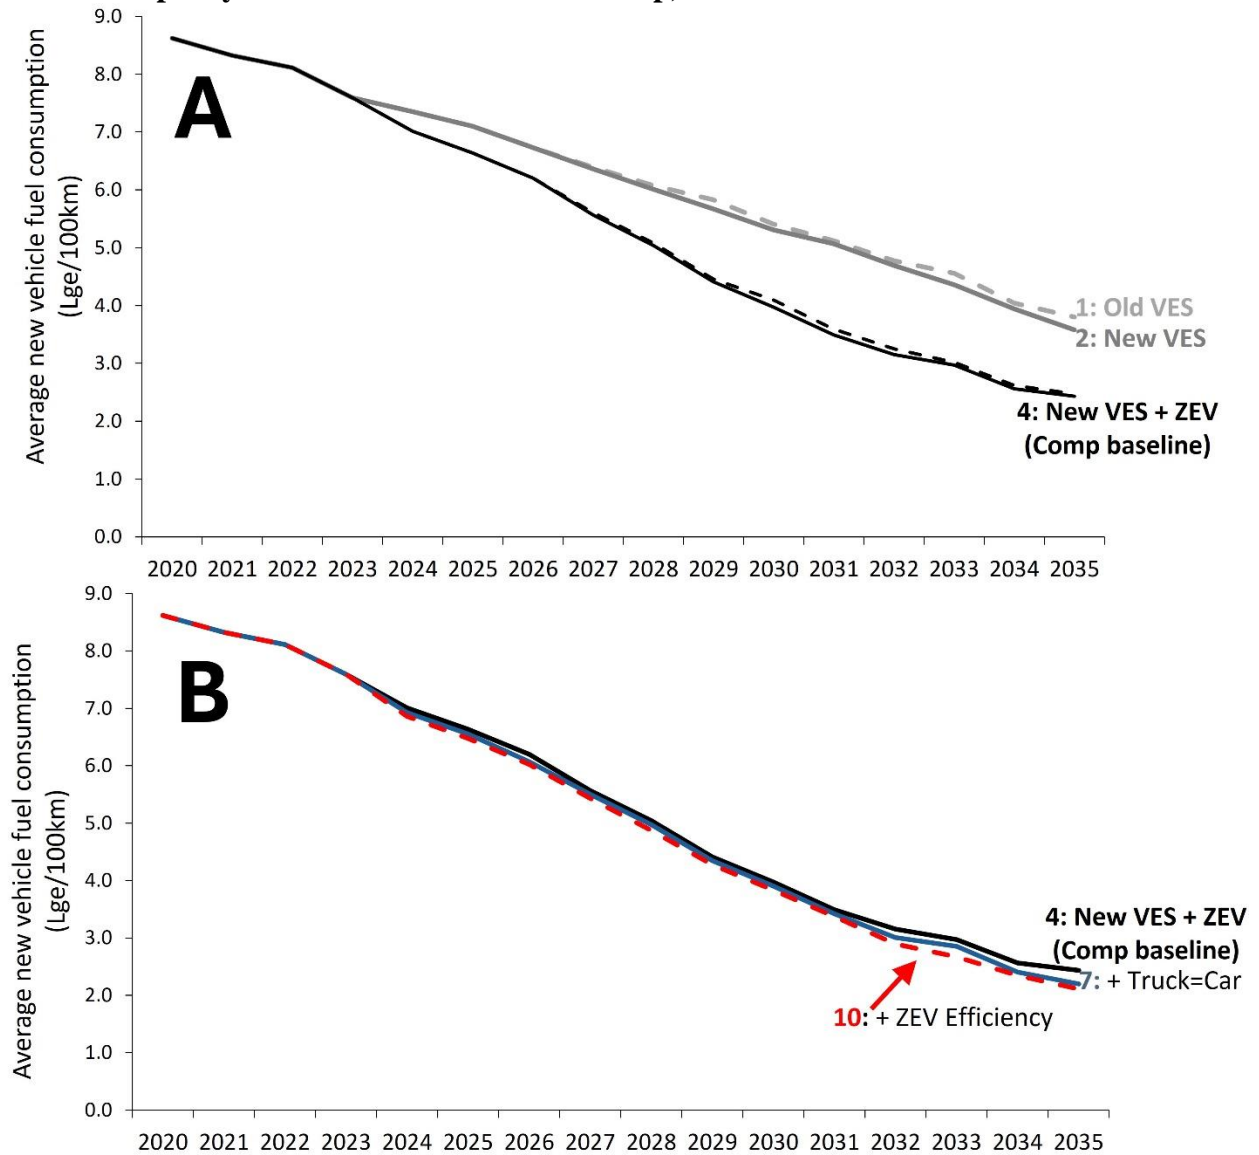 9.0
8.0
7.0
6.0
5.0
4.0
3.0
2.0
1.0
0.0
Average new vehicle fuel consumption
(Lge/100km)
A
1: Old VES
2: New VES
4: New VES + ZEV
(Comp baseline)
2020 2021 2022 2023 2024 2025 2026 2027 2028 2029 2030 2031 2032 2033 2034 2035
9.0
8.0
7.0
6.0
5.0
4.0
3.0
2.0
1.0
0.0
Average new vehicle fuel consumption
(Lge/100km)
B
4: New VES + ZEV
(Comp baseline)
7: + Truck=Car
10: + ZEV Efficiency
2020 2021 2022 2023 2024 2025 2026 2027 2028 2029 2030 2031 2032 2033 2034 2035